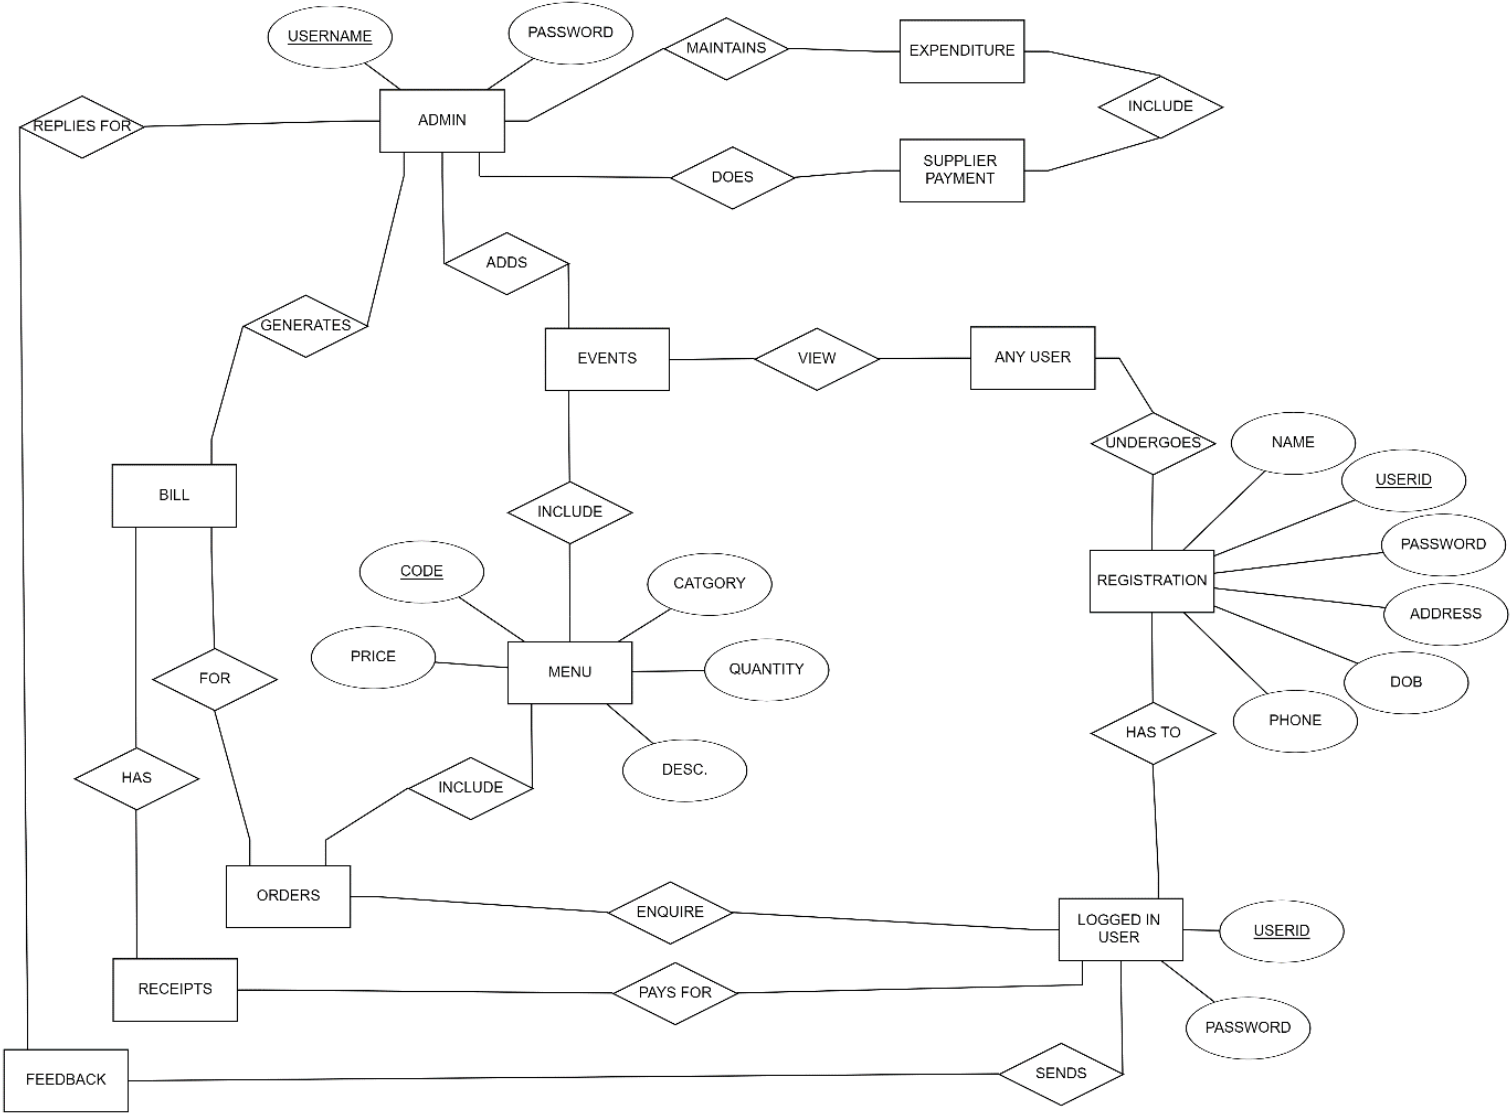 USERNAME
PASSWORD
MAINTAINS
EXPENDITURE
REPLIES FOR
ADMIN
INCLUDE
DOES
SUPPLIER
PAYMENT
ADDS
GENERATES
EVENTS
VIEW
ANY USER
UNDERGOES
NAME
USERID
BILL
INCLUDE
PASSWORD
CODE
CATGORY
REGISTRATION
ADDRESS
PRICE
MENU
QUANTITY
FOR
DOB
PHONE
HAS TO
DESC.
HAS
INCLUDE
ORDERS
ENQUIRE
LOGGED IN
USER
USERID
RECEIPTS
PAYS FOR
PASSWORD
FEEDBACK
SENDS